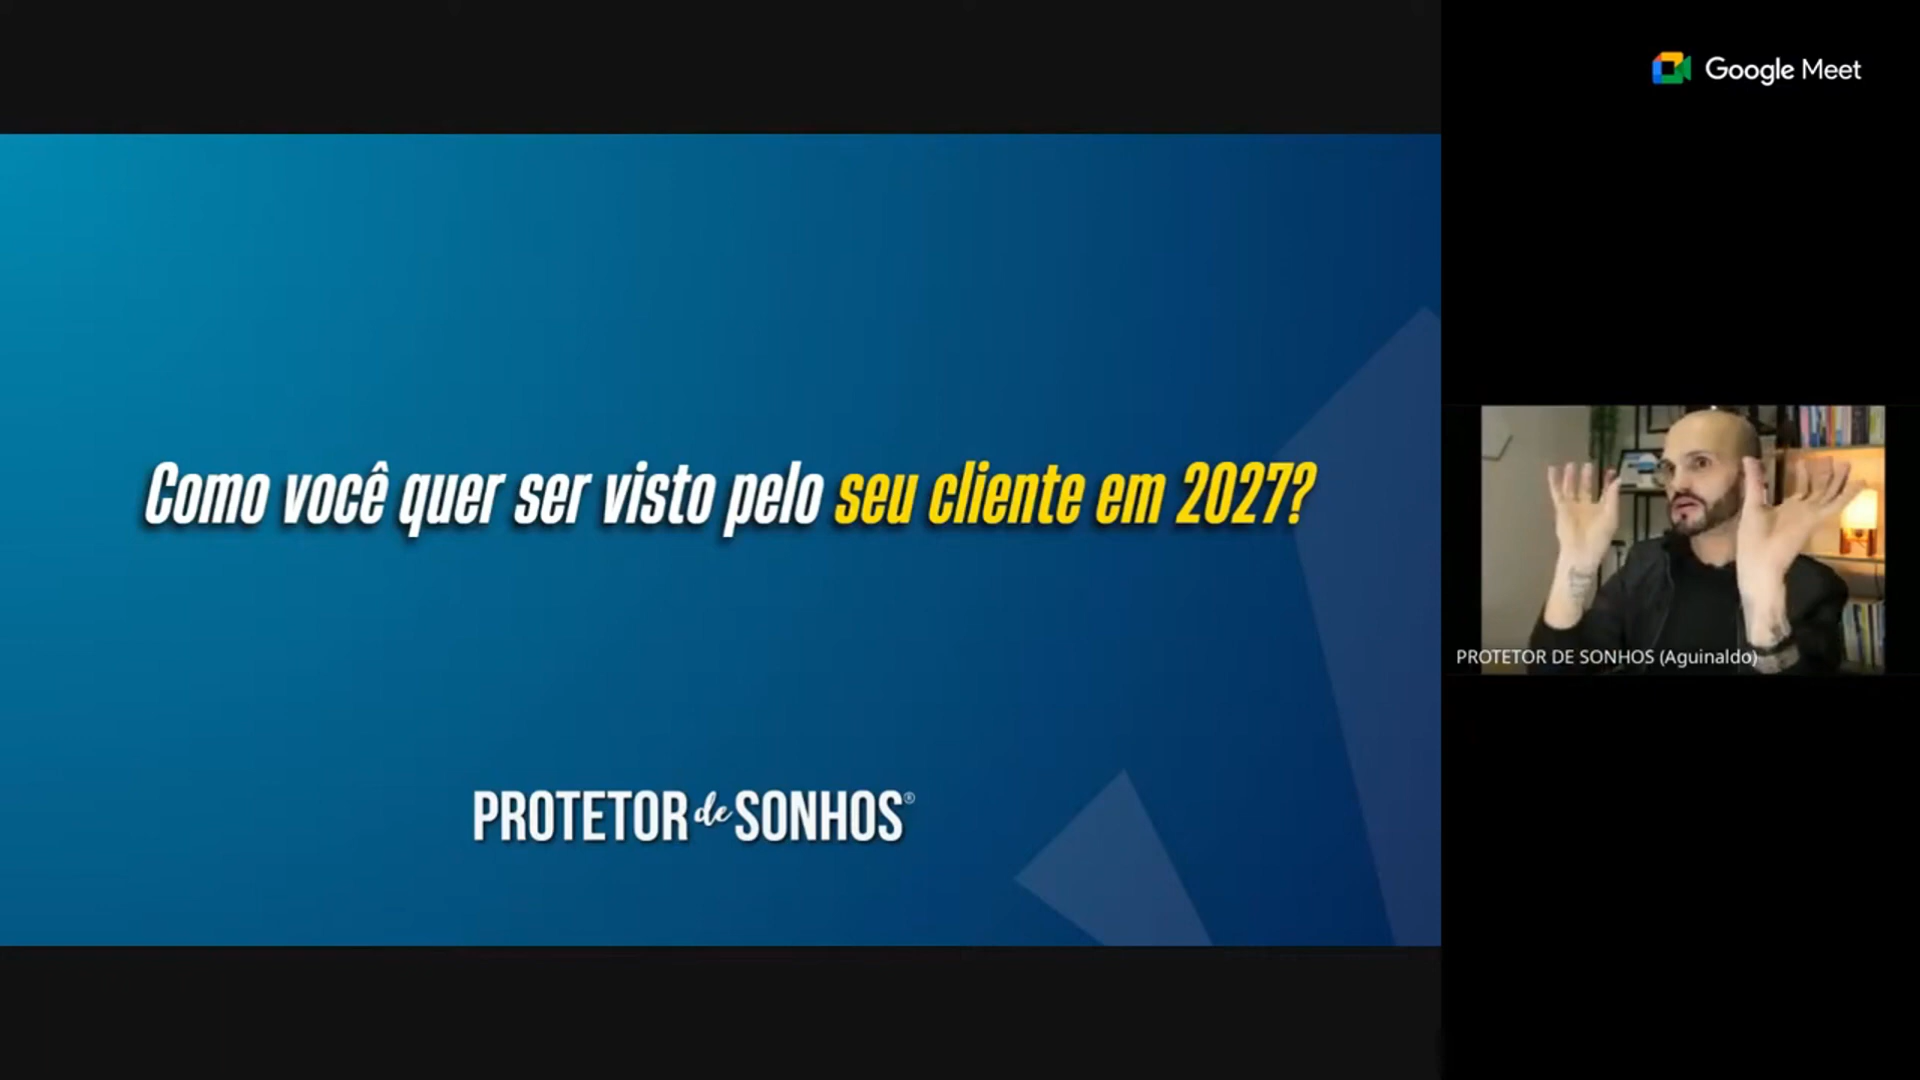 Google Meet
Como você quer ser visto pelo seu cliente em 2027?
PROTETOR DE SONHOS (Aguinaldo)
PROTETOR de SONHOS®